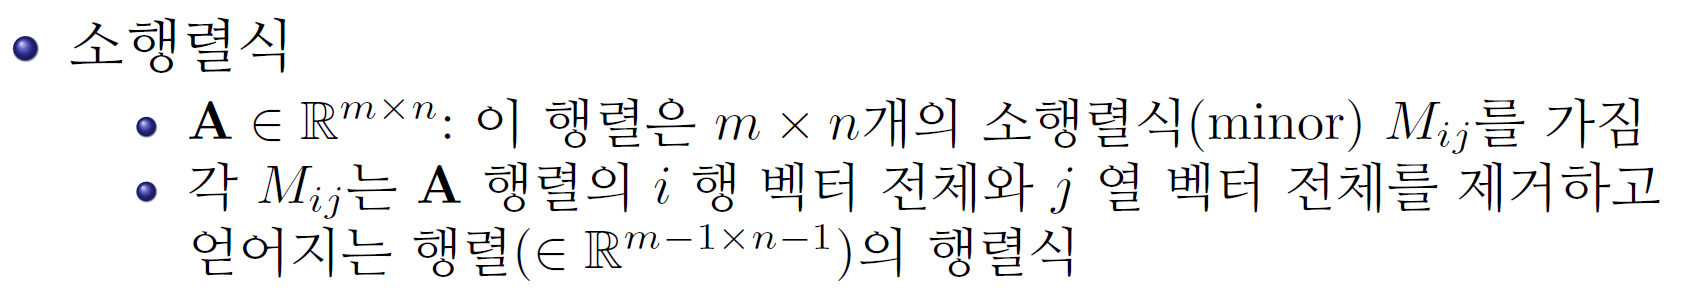 • 소행렬식
• A ∈ ℝ^{m×n}: 이 행렬은 m × n개의 소행렬식(minor) M_{ij}를 가짐
• 각 M_{ij}는 A 행렬의 i 행 벡터 전체와 j 열 벡터 전체를 제거하고
얻어지는 행렬(∈ ℝ^{m−1×n−1})의 행렬식